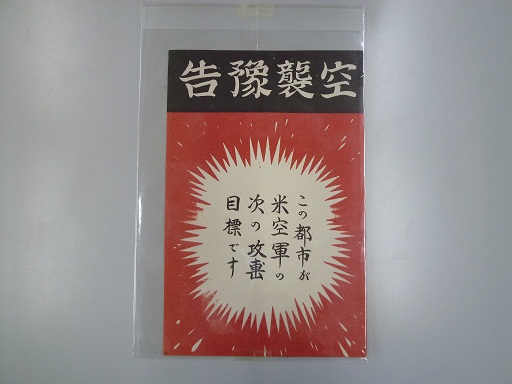 空襲豫告
この都市が
米空軍の
次の攻撃
目標です